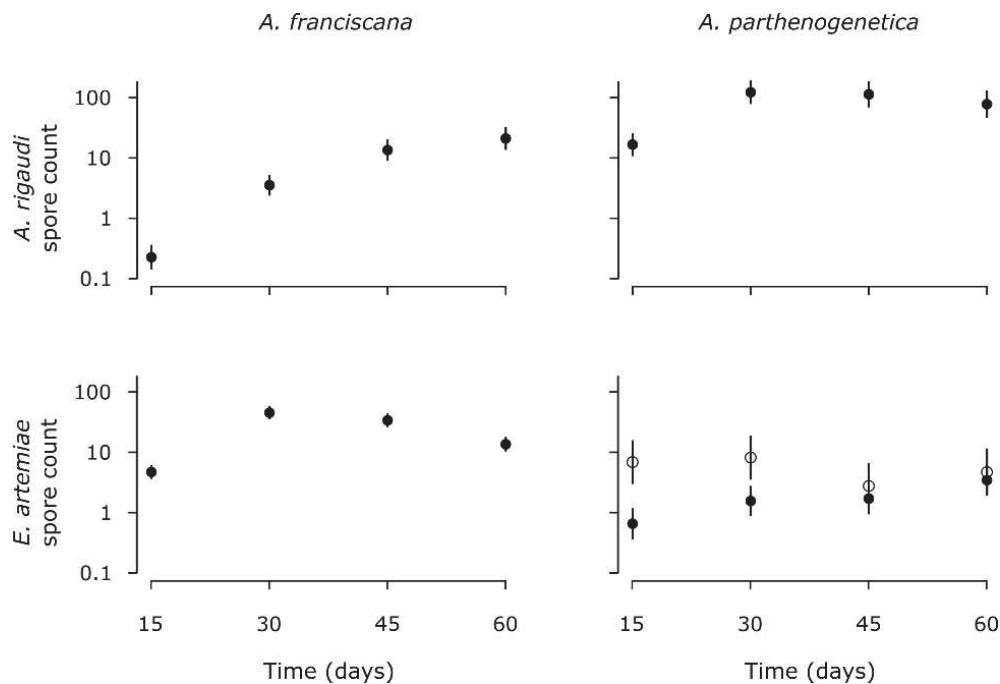 A. franciscana
A. parthenogenetica
A. rigaudi
spore count
100
10
1
0.1
E. artemiae
spore count
100
10
1
0.1
15 30 45 60
15 30 45 60
Time (days)
Time (days)